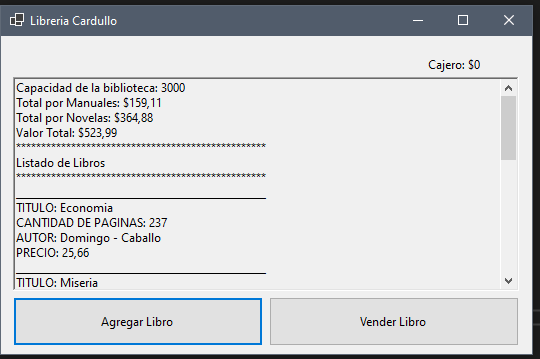 Libreria Cardullo
Cajero: $0
Capacidad de la biblioteca: 3000
Total por Manuales: $159,11
Total por Novelas: $364,88
Valor Total: $523,99
**************************************************
Listado de Libros
**************************************************
__________________________________________
TITULO: Economia
CANTIDAD DE PAGINAS: 237
AUTOR: Domingo - Caballo
PRECIO: 25,66
__________________________________________
TITULO: Miseria
Agregar Libro
Vender Libro